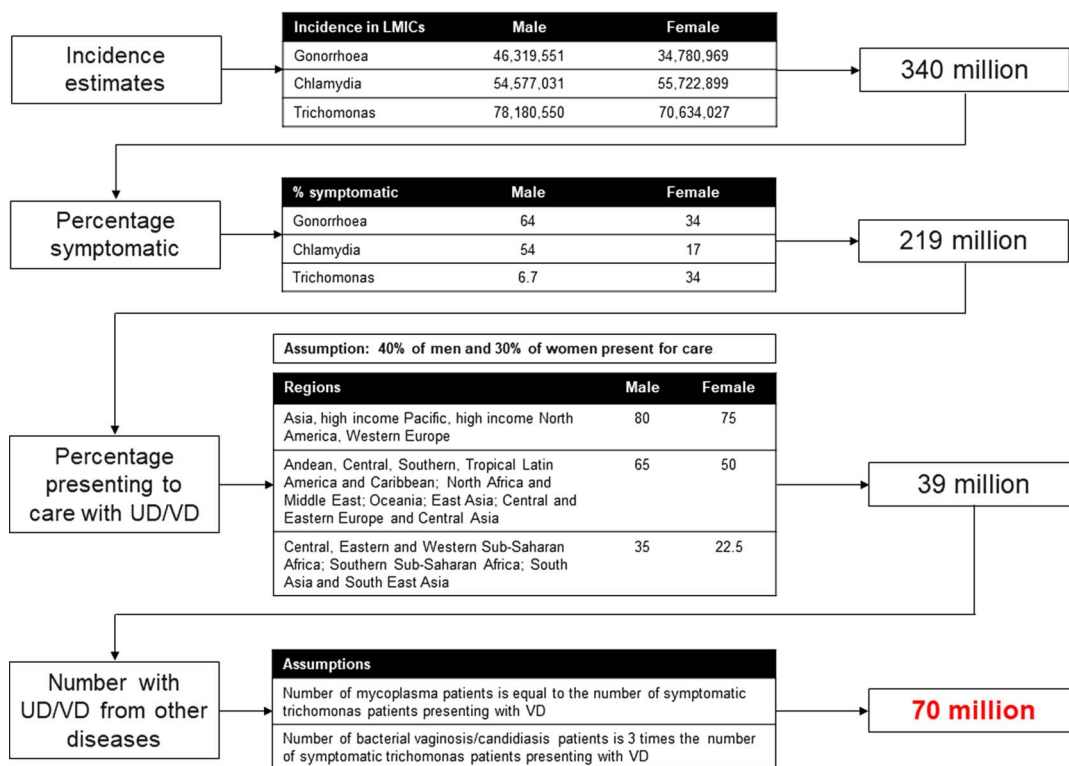 Incidence estimates
Incidence in LMICs Male Female
Gonorrhoea 46,319,551 34,780,969
Chlamydia 54,577,031 55,722,899
Trichomonas 78,180,550 70,634,027
340 million
Percentage symptomatic
% symptomatic Male Female
Gonorrhoea 64 34
Chlamydia 54 17
Trichomonas 6.7 34
219 million
Assumption: 40% of men and 30% of women present for care
Percentage presenting to care with UD/VD
Regions Male Female
Asia, high income Pacific, high income North
America, Western Europe 80 75
Andean, Central, Southern, Tropical Latin
America and Caribbean; North Africa and
Middle East; Oceania; East Asia; Central and
Eastern Europe and Central Asia 65 50
Central, Eastern and Western Sub-Saharan
Africa; Southern Sub-Saharan Africa; South
Asia and South East Asia 35 22.5
39 million
Number with UD/VD from other diseases
Assumptions
Number of mycoplasma patients is equal to the number of symptomatic
trichomonas patients presenting with VD
Number of bacterial vaginosis/candidiasis patients is 3 times the number
of symptomatic trichomonas patients presenting with VD
70 million